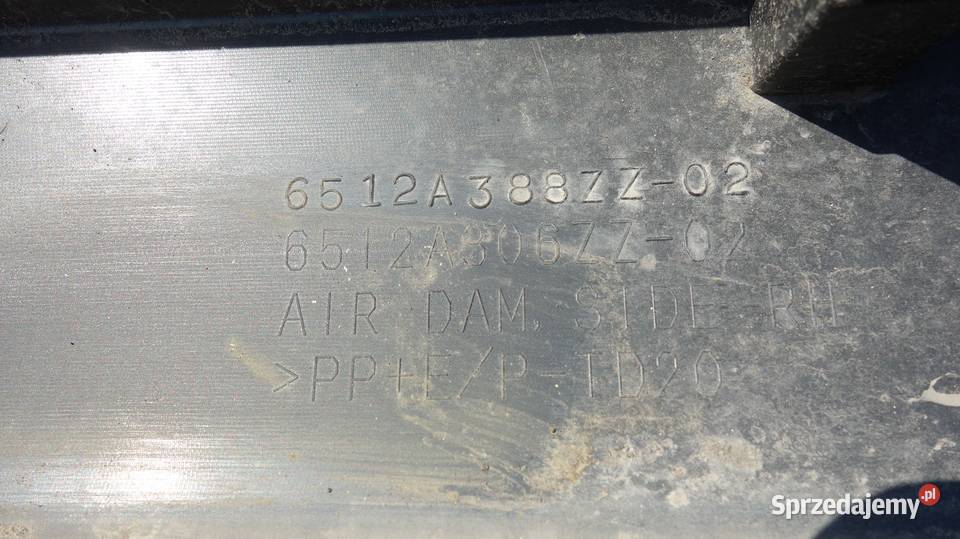 6512A388ZZ-02
6512A306ZZ-02
AIR DAM, SIDE-RH
>PP+E/P-TD20
Sprzedajemy.pl